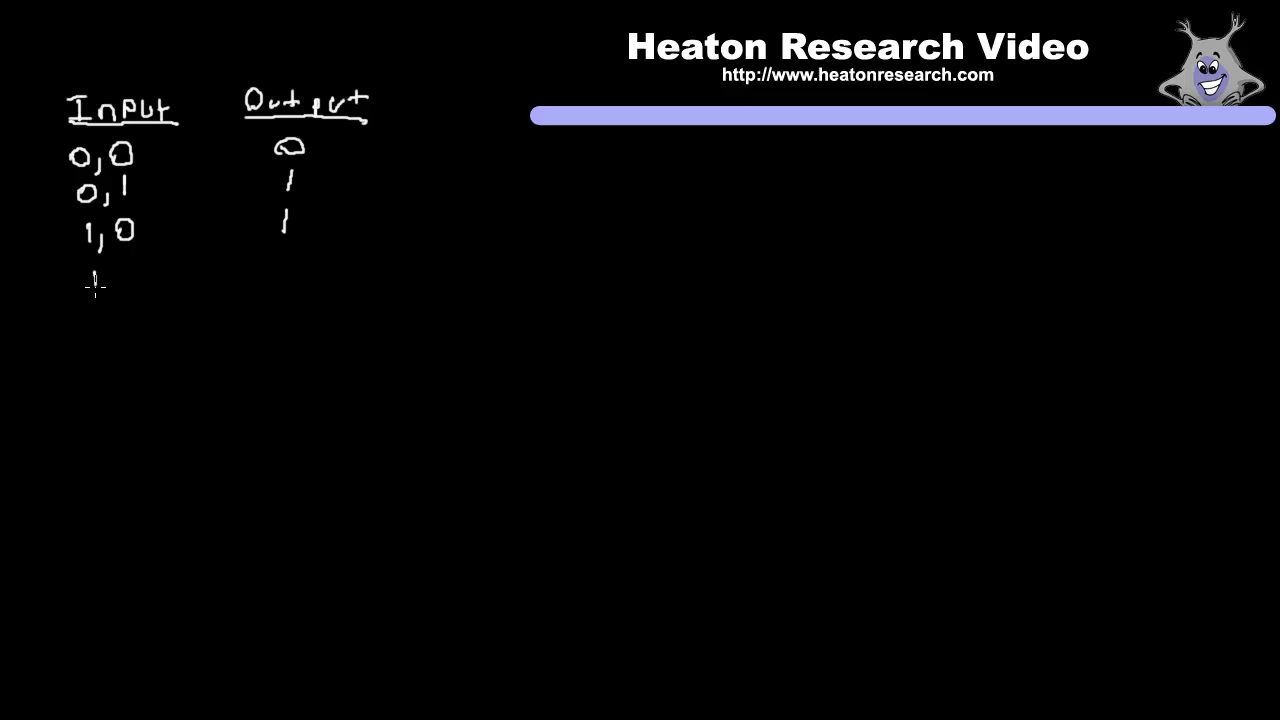 Heaton Research Video
http://www.heatonresearch.com
Input Output
0,0 0
0,1 1
1,0 1